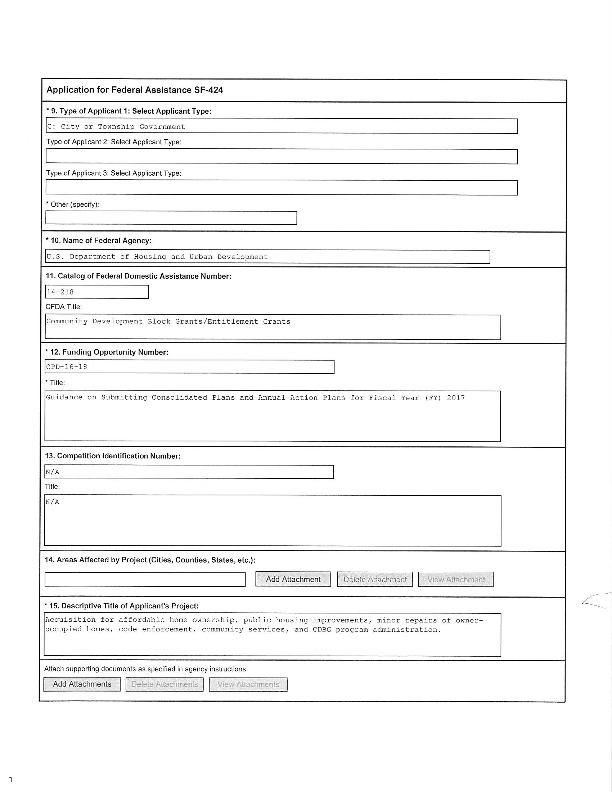 Application for Federal Assistance SF-424
* 9. Type of Applicant 1: Select Applicant Type:
C: City or Township Government
Type of Applicant 2: Select Applicant Type:
Type of Applicant 3: Select Applicant Type:
* Other (specify):
* 10. Name of Federal Agency:
U.S. Department of Housing and Urban Development
11. Catalog of Federal Domestic Assistance Number:
14-218
CFDA Title:
Community Development Block Grants/Entitlement Grants
* 12. Funding Opportunity Number:
CPD-16-18
* Title:
Guidance on Submitting Consolidated Plans and Annual Action Plans for Fiscal Year (FY) 2017
13. Competition Identification Number:
N/A
Title:
N/A
14. Areas Affected by Project (Cities, Counties, States, etc.):
Add Attachment Delete Attachment View Attachment
* 15. Descriptive Title of Applicant's Project:
Acquisition for affordable home ownership, public housing improvements, minor repairs of owner-
occupied homes, code enforcement, community services, and CDBG program administration.
Attach supporting documents as specified in agency instructions.
Add Attachments Delete Attachments View Attachments